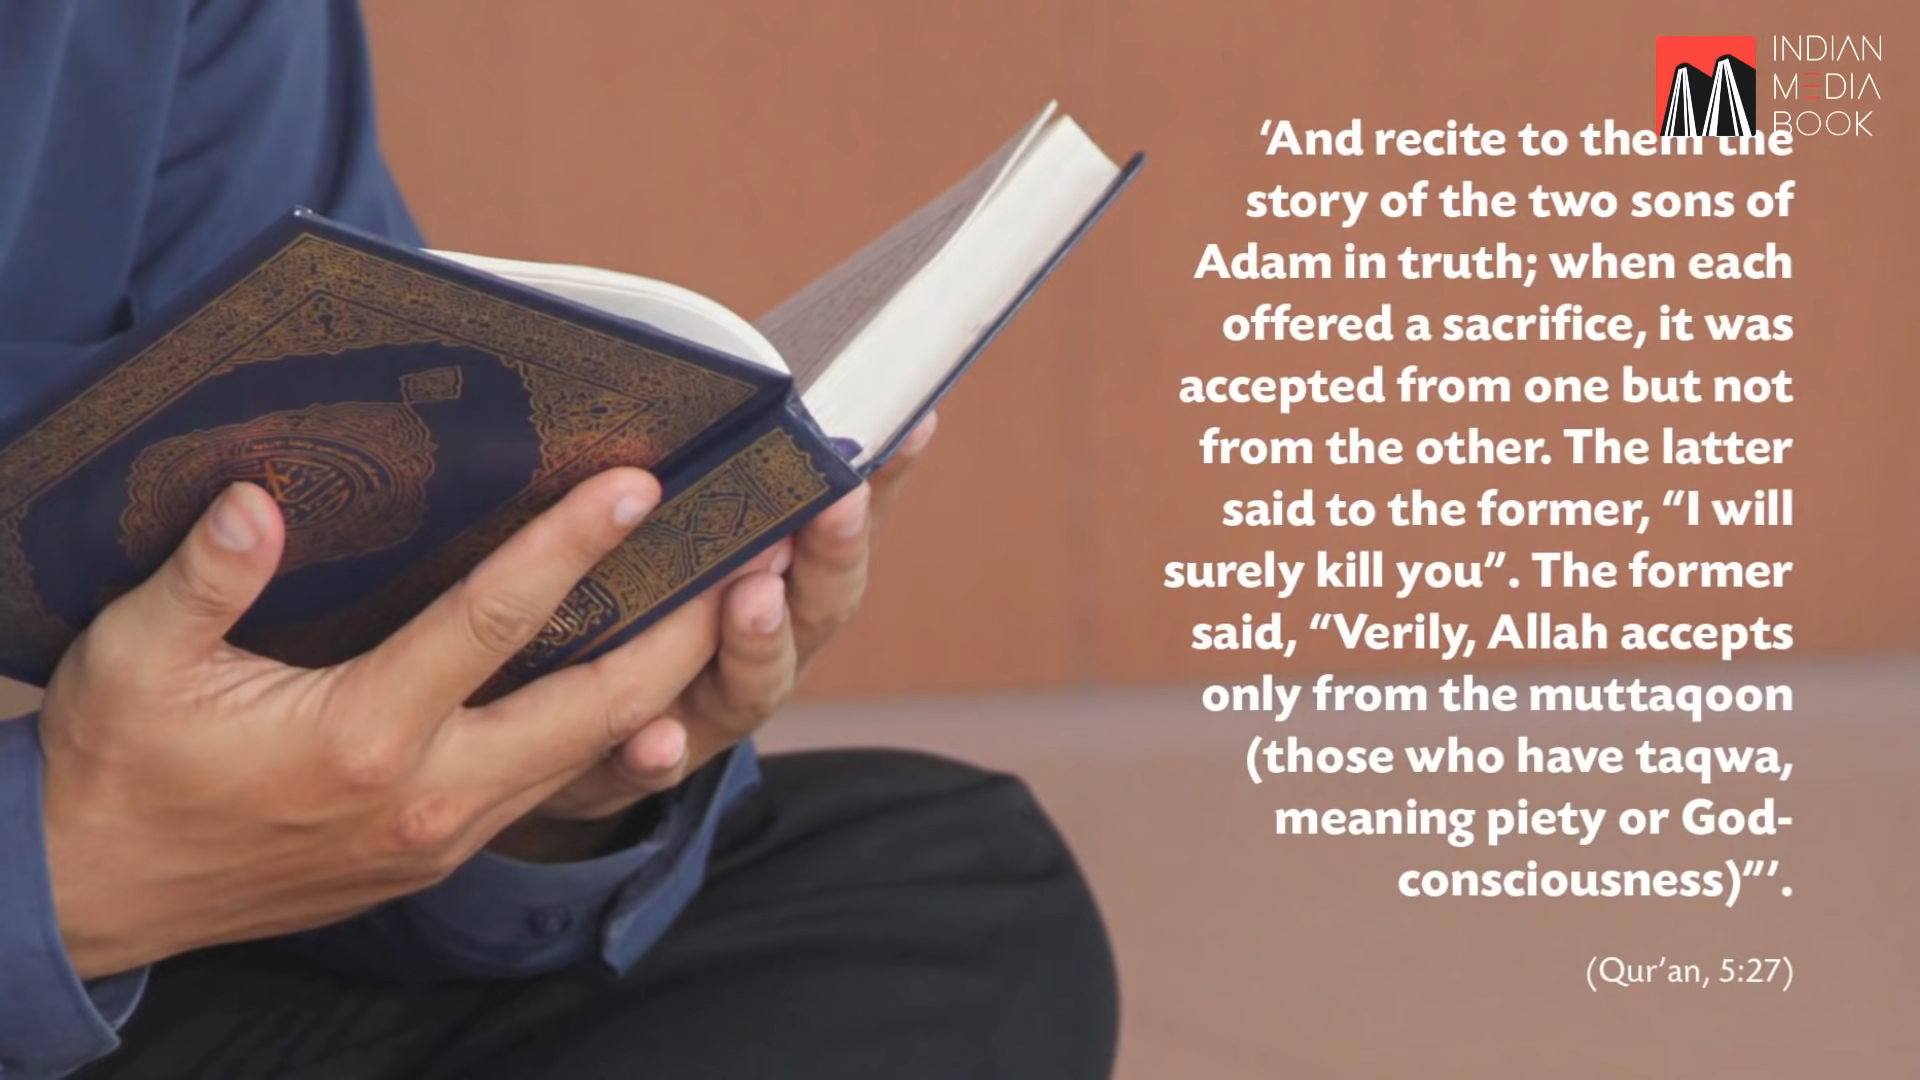 INDIAN
MEDIA
BOOK
‘And recite to them the
story of the two sons of
Adam in truth; when each
offered a sacrifice, it was
accepted from one but not
from the other. The latter
said to the former, “I will
surely kill you”. The former
said, “Verily, Allah accepts
only from the muttaqoon
(those who have taqwa,
meaning piety or God-
consciousness)”’.
(Qur’an, 5:27)